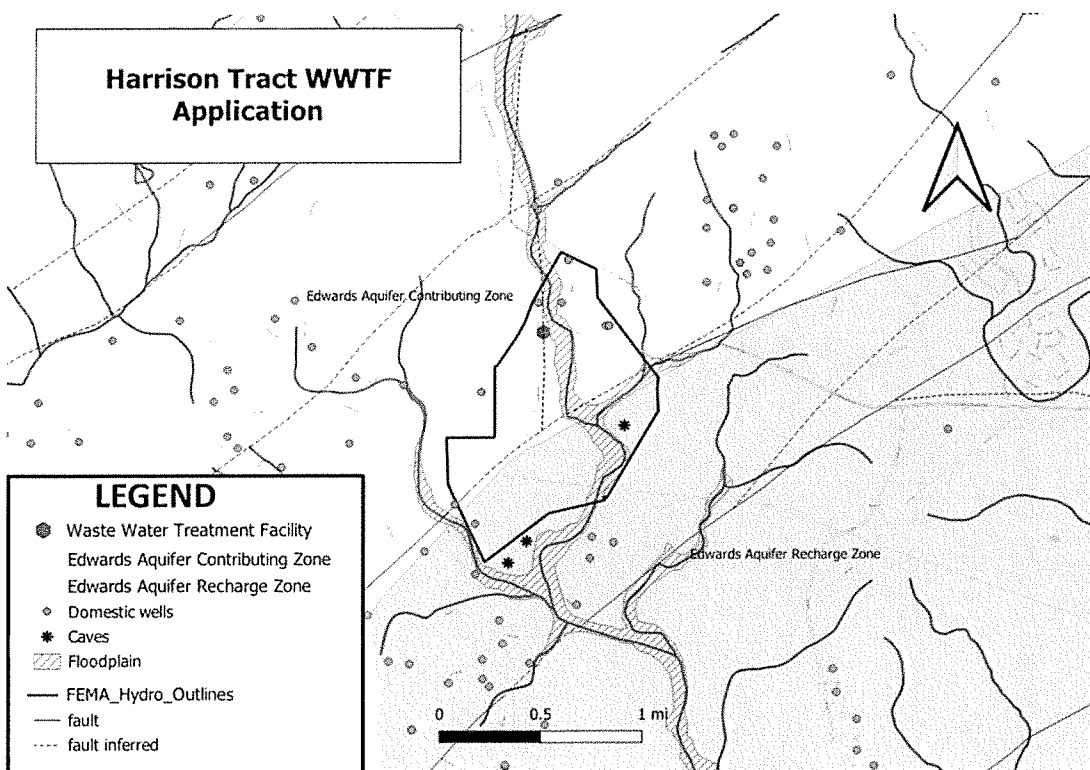 Harrison Tract WWTF
Application
Edwards Aquifer Contributing Zone
Edwards Aquifer Recharge Zone
LEGEND
Waste Water Treatment Facility
Edwards Aquifer Contributing Zone
Edwards Aquifer Recharge Zone
Domestic wells
Caves
Floodplain
FEMA_Hydro_Outlines
fault
fault inferred
0 0.5 1 mi